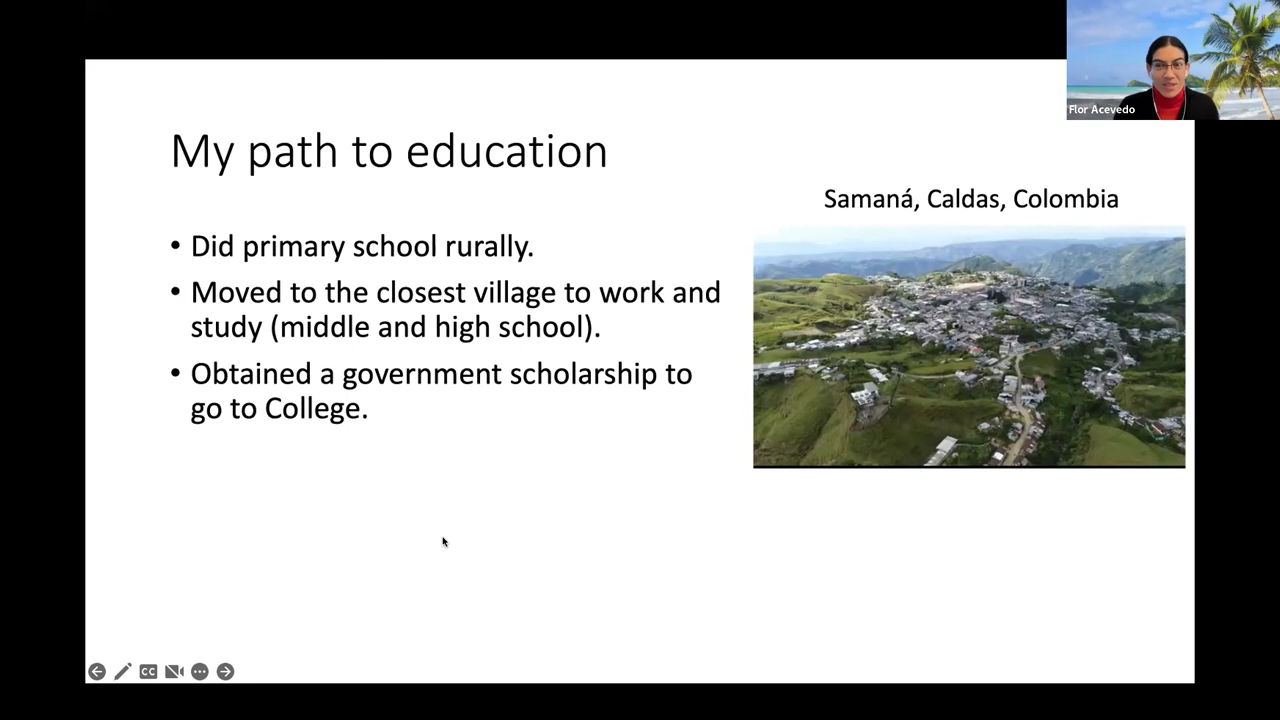 Flor Acevedo
My path to education
Samaná, Caldas, Colombia
• Did primary school rurally.
• Moved to the closest village to work and
study (middle and high school).
• Obtained a government scholarship to
go to College.
CC